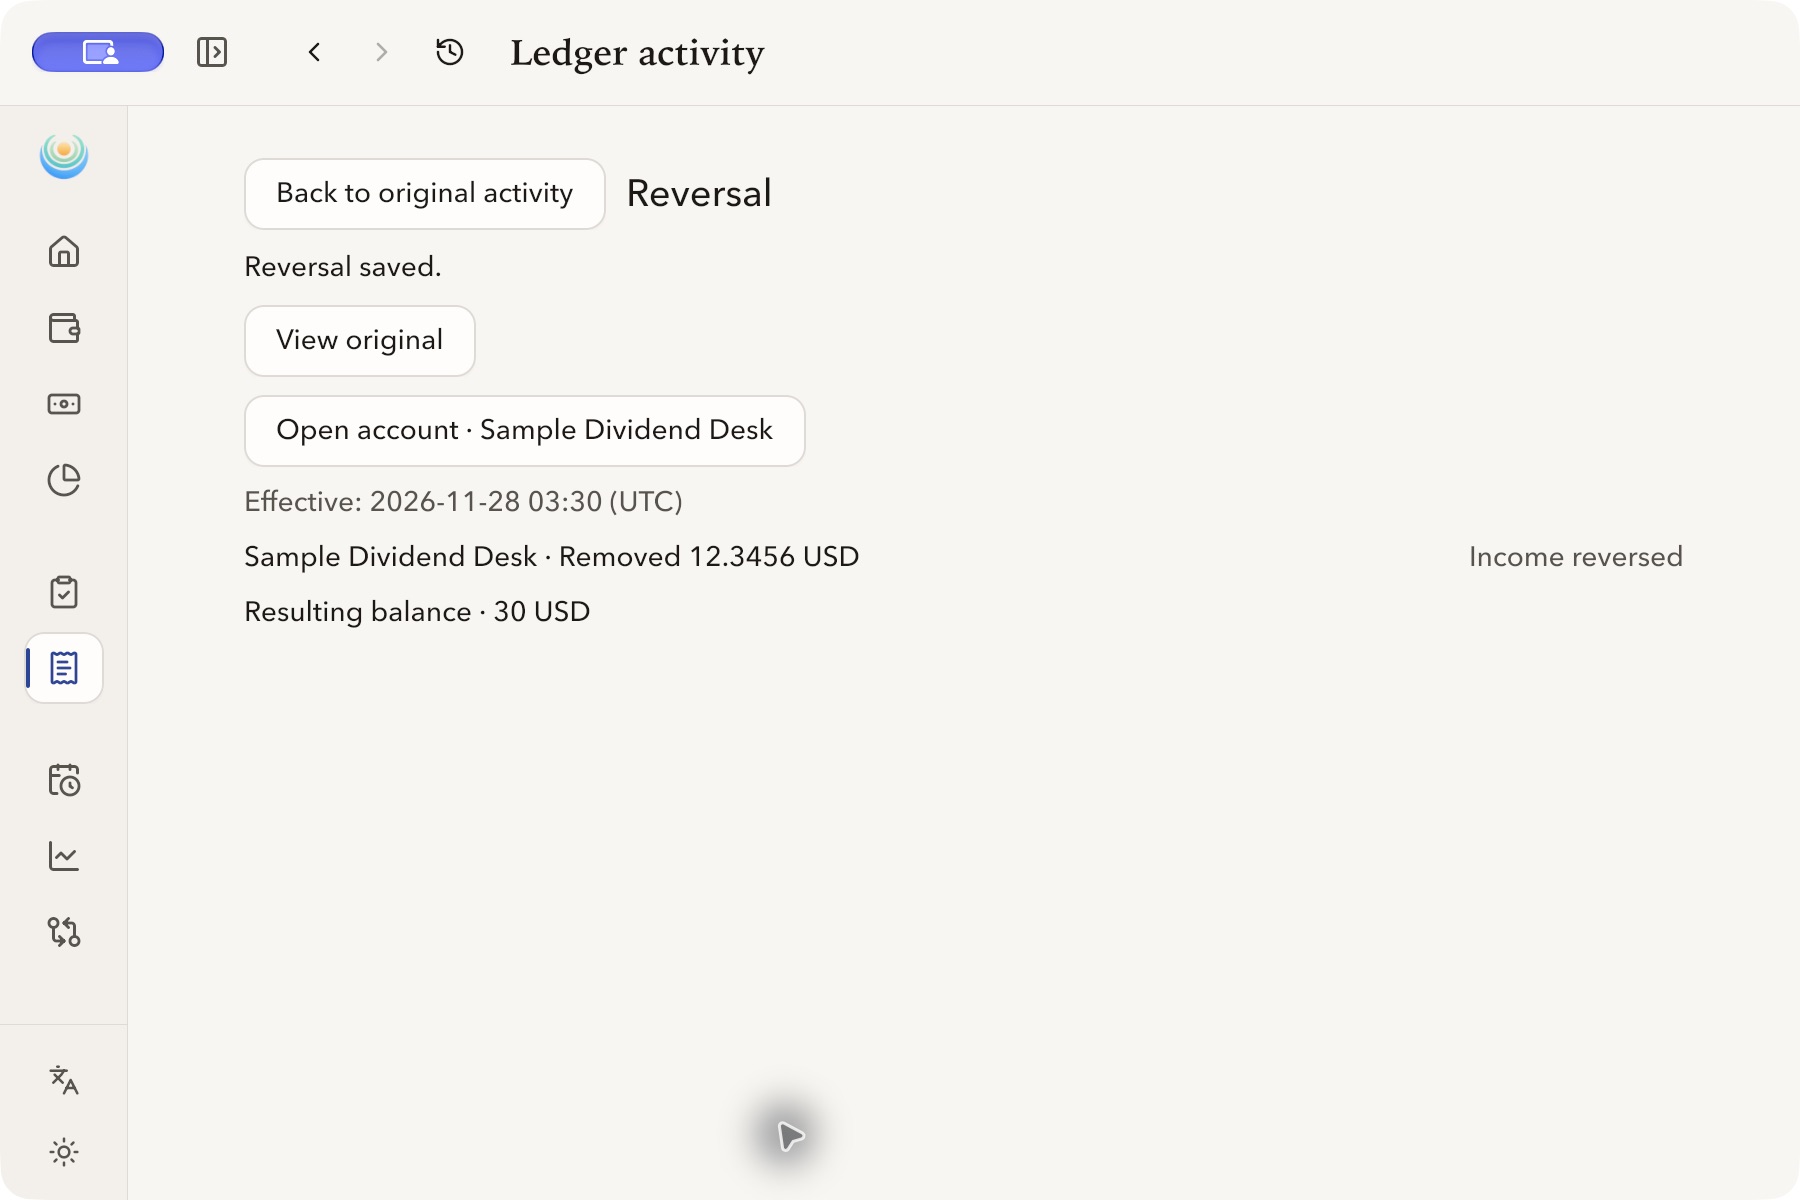 Ledger activity
Back to original activity
Reversal
Reversal saved.
View original
Open account · Sample Dividend Desk
Effective: 2026-11-28 03:30 (UTC)
Sample Dividend Desk · Removed 12.3456 USD
Income reversed
Resulting balance · 30 USD